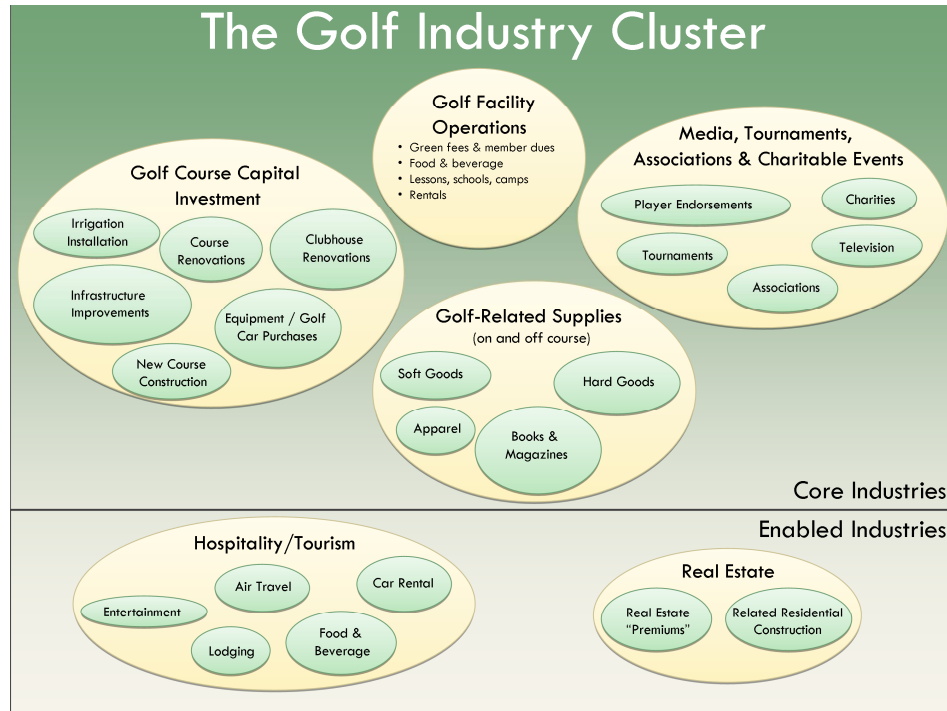 The Golf Industry Cluster
Golf Facility
Operations
• Green fees & member dues
• Food & beverage
• Lessons, schools, camps
• Rentals
Media, Tournaments,
Associations & Charitable Events
Player Endorsements
Charities
Tournaments
Television
Associations
Golf Course Capital
Investment
Irrigation
Installation
Course
Renovations
Clubhouse
Renovations
Infrastructure
Improvements
Equipment / Golf
Car Purchases
New Course
Construction
Golf-Related Supplies
(on and off course)
Soft Goods
Hard Goods
Apparel
Books &
Magazines
Core Industries
Enabled Industries
Hospitality/Tourism
Air Travel
Car Rental
Entertainment
Lodging
Food &
Beverage
Real Estate
Real Estate
"Premiums"
Related Residential
Construction